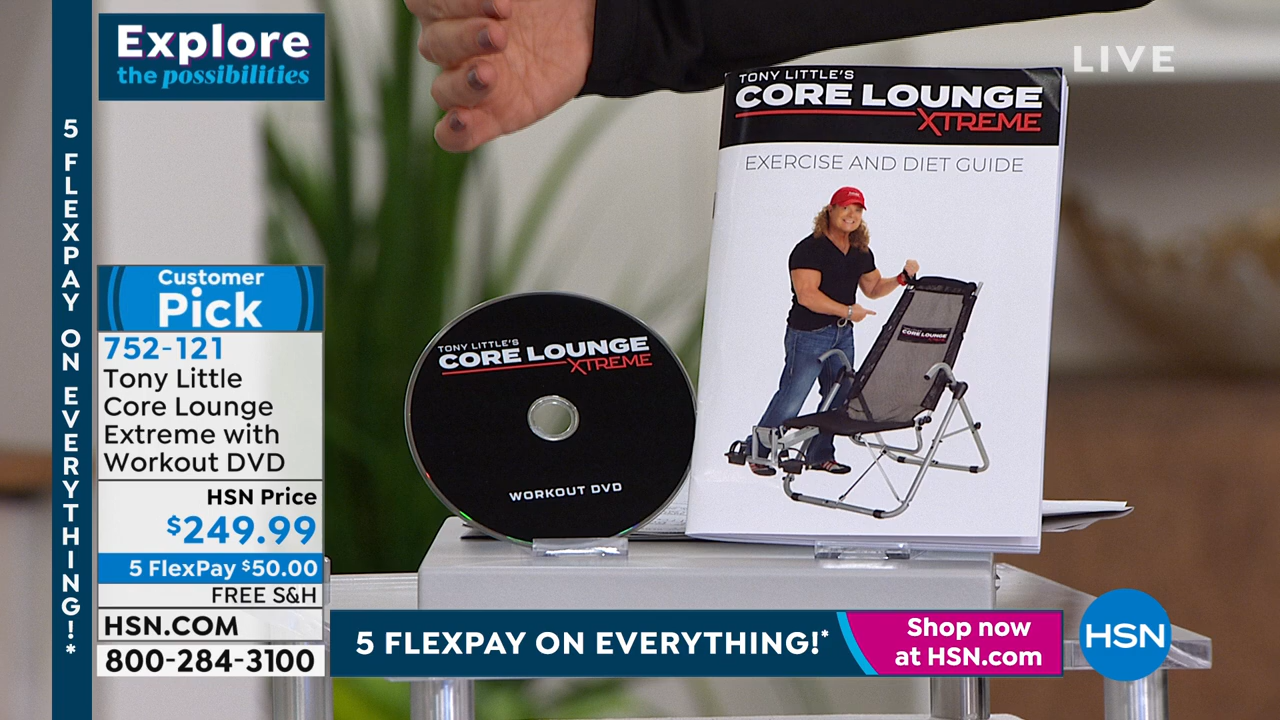 Explore
the possibilities
LIVE
5 FLEXPAY ON EVERYTHING!*
Customer
Pick
752-121
Tony Little
Core Lounge
Extreme with
Workout DVD
HSN Price
$249.99
5 FlexPay $50.00
FREE S&H
HSN.COM
800-284-3100
TONY LITTLE'S
CORE LOUNGE
XTREME
WORKOUT DVD
TONY LITTLE'S
CORE LOUNGE
XTREME
EXERCISE AND DIET GUIDE
CORE LOUNGE
5 FLEXPAY ON EVERYTHING!*
Shop now
at HSN.com
HSN